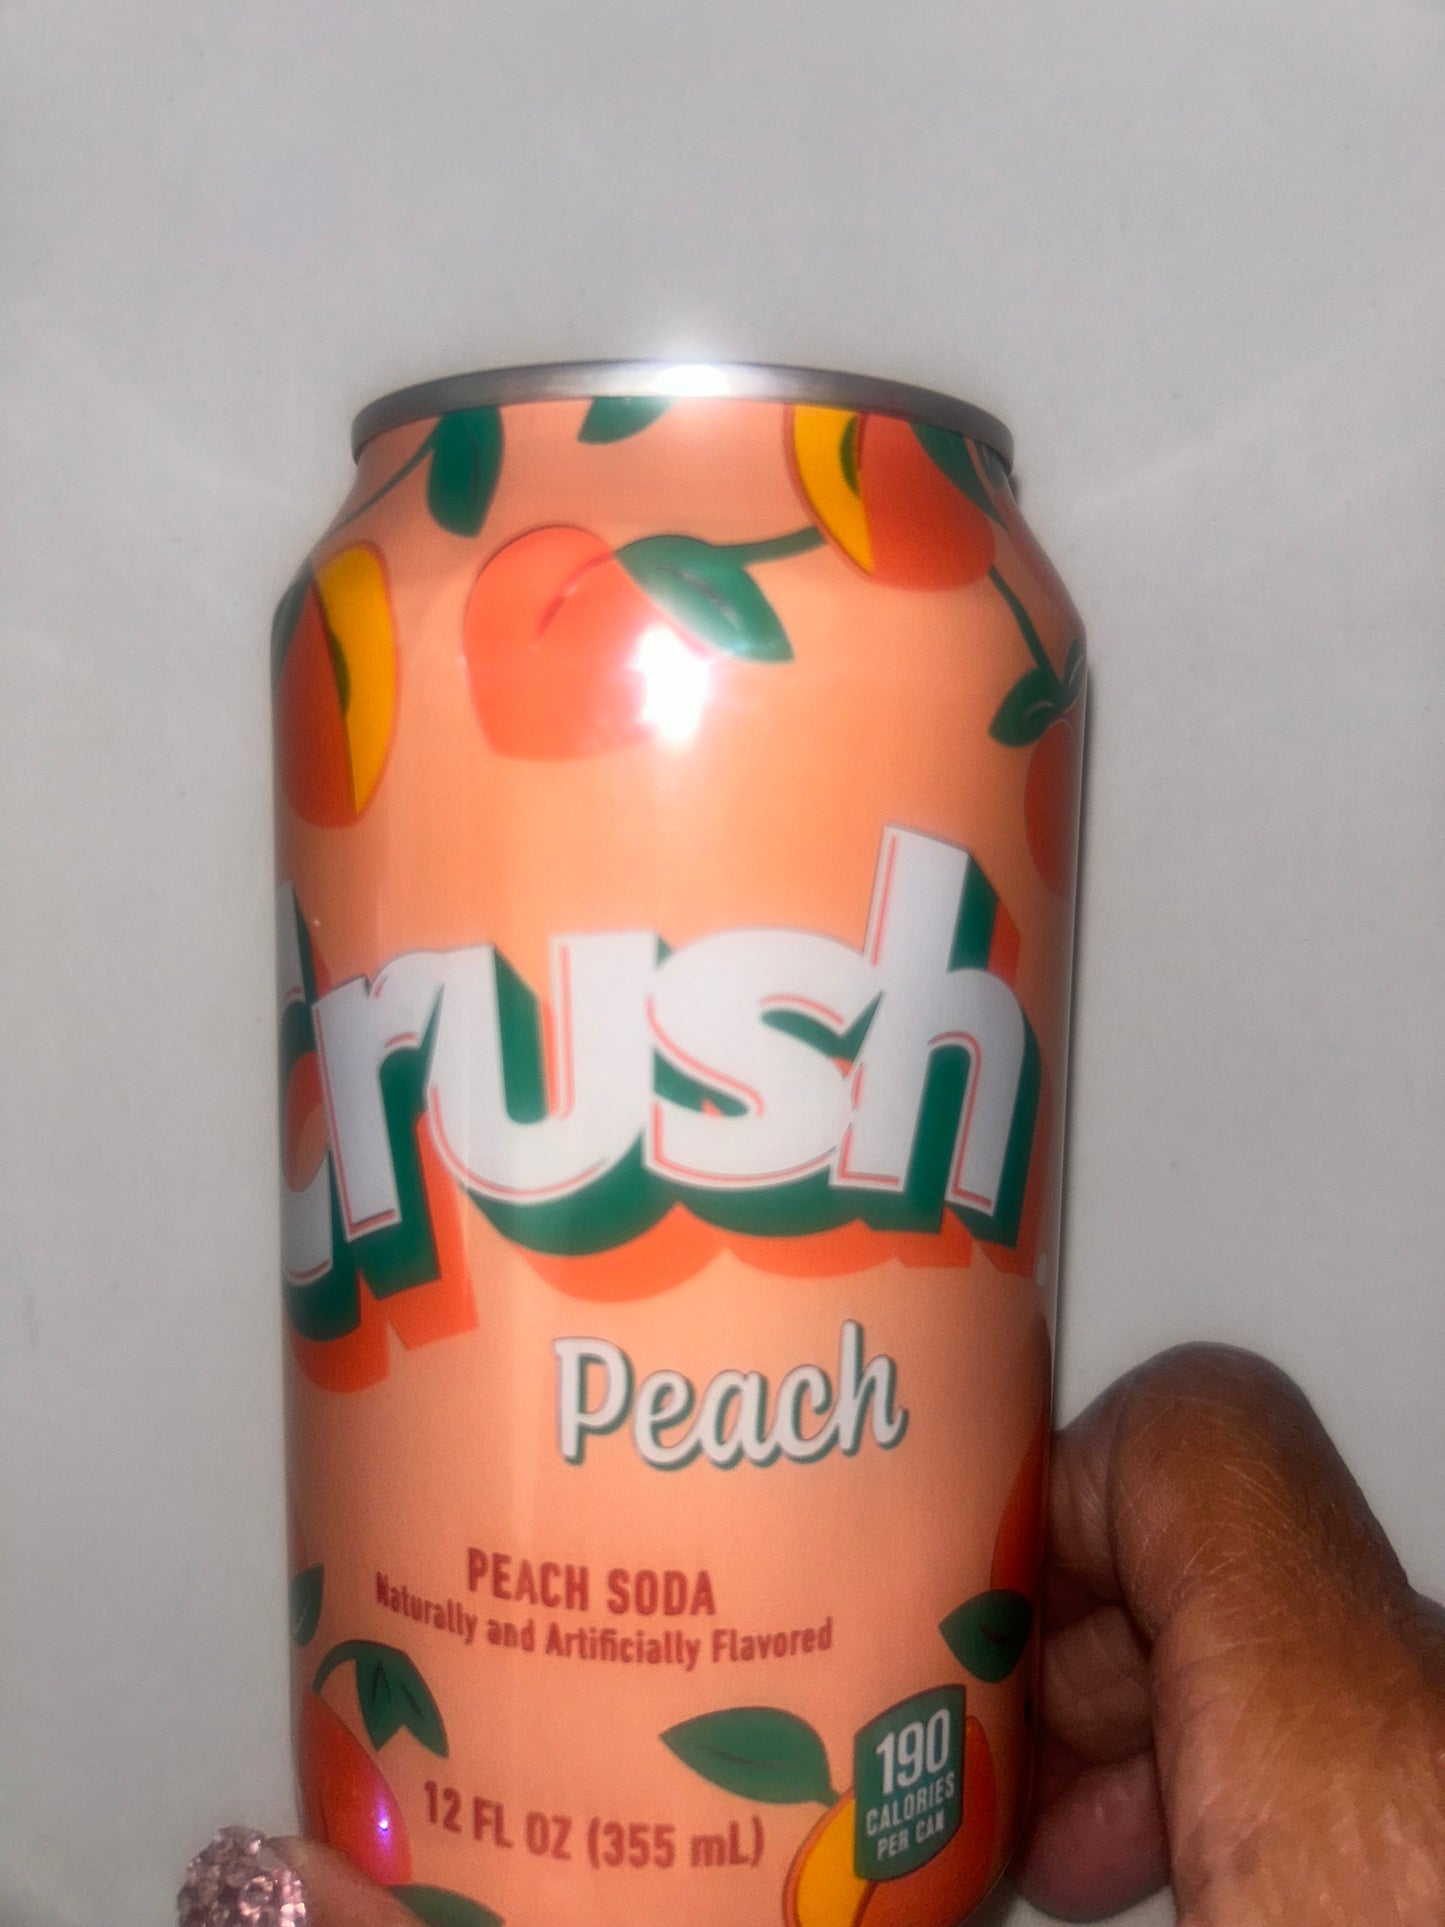 Crush
Peach
PEACH SODA
Naturally and Artificially Flavored
190
CALORIES
PER CAN
12 FL OZ (355 mL)